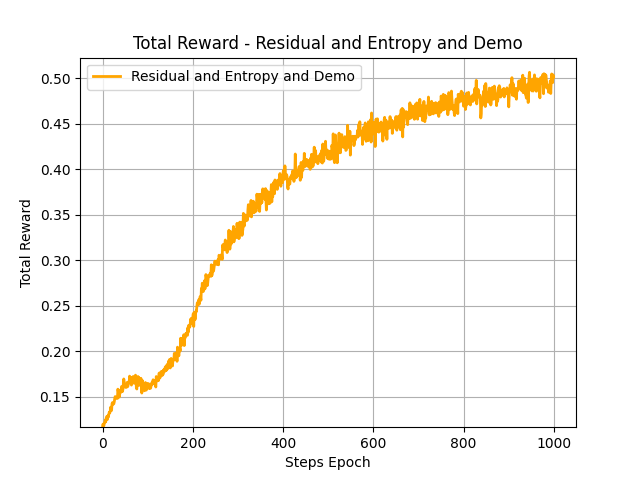 Total Reward - Residual and Entropy and Demo
Residual and Entropy and Demo
Total Reward
0.50
0.45
0.40
0.35
0.30
0.25
0.20
0.15
0 200 400 600 800 1000
Steps Epoch